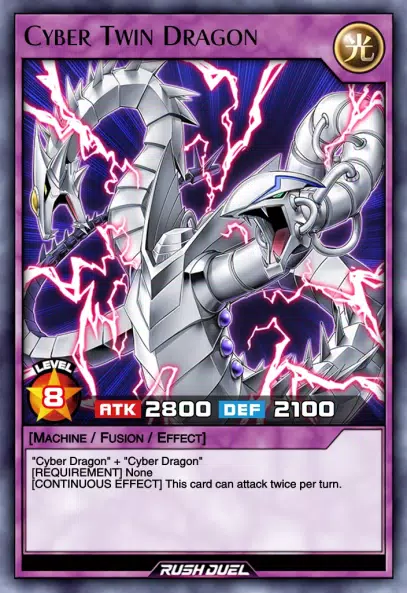 CYBER TWIN DRAGON
光
LEVEL
8
ATK 2800 DEF 2100
[MACHINE / FUSION / EFFECT]
"Cyber Dragon" + "Cyber Dragon"
[REQUIREMENT] None
[CONTINUOUS EFFECT] This card can attack twice per turn.
RUSH DUEL